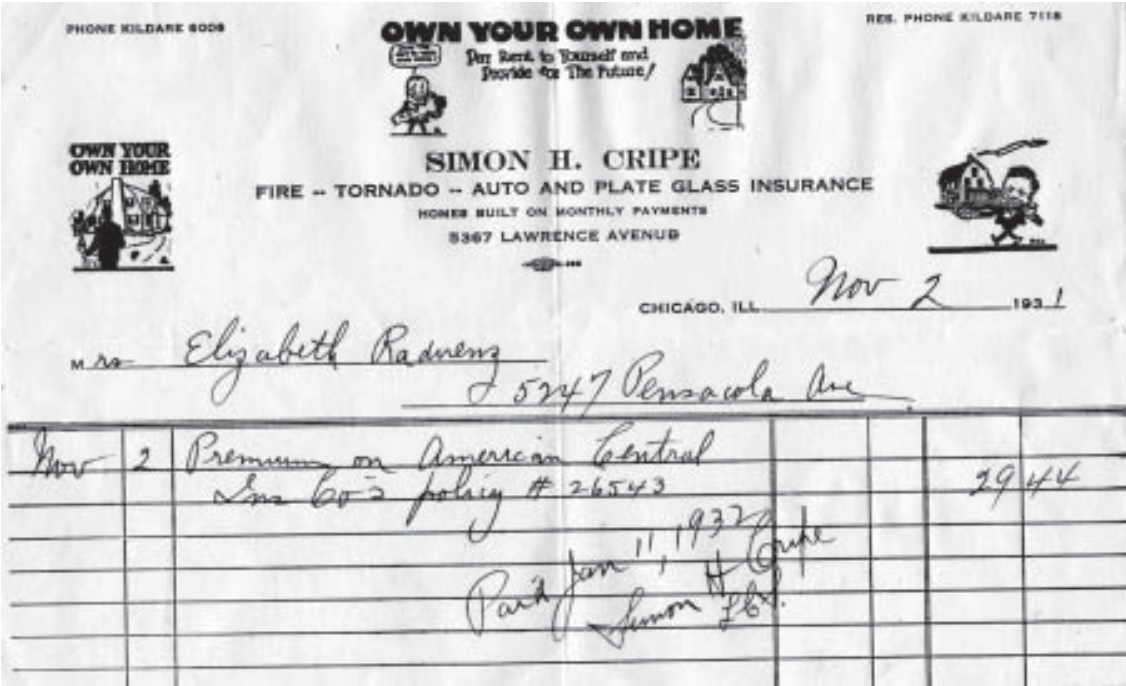 PHONE KILDARE 6006
OWN YOUR OWN HOME
RES. PHONE KILDARE 7118
Pay Rent to Yourself and
Provide for The Future!
OWN YOUR
OWN HOME
SIMON H. CRIPE
FIRE -- TORNADO -- AUTO AND PLATE GLASS INSURANCE
HOMES BUILT ON MONTHLY PAYMENTS
5367 LAWRENCE AVENUE
CHICAGO, ILL. Nov 2 1931
Mrs Elizabeth Raduenz
5247 Pensacola Ave
Nov 2 Premium on American Central
Ins Co's policy # 26543 29 44
Paid Jan 11, 1932
Simon H Cripe